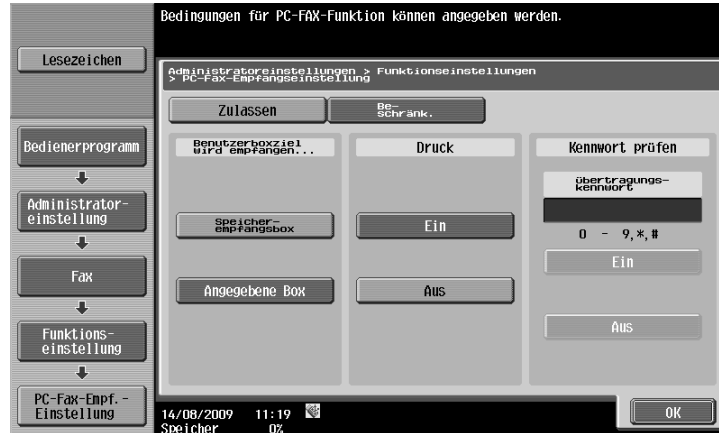 Bedingungen für PC-FAX-Funktion können angegeben werden.
Lesezeichen
Administratoreinstellungen > Funktionseinstellungen
> PC-Fax-Empfangseinstellung
Zulassen
Be-
schränk.
Bedienerprogramm
Administrator-
einstellung
Fax
Funktions-
einstellung
PC-Fax-Empf.-
Einstellung
Benutzerboxziel
wird empfangen...
Speicher-
empfangsbox
Angegebene Box
Druck
Ein
Aus
Kennwort prüfen
übertragungs-
kennwort
0 - 9,*,#
Ein
Aus
14/08/2009 11:19
Speicher 0%
OK